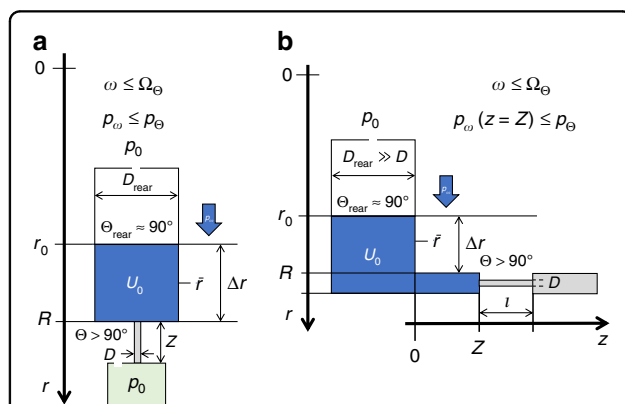 a
0
ω ≤ Ω_Θ
p_ω ≤ p_Θ
p_0
D_rear
Θ_rear ≈ 90°
r_0
U_0
r̄
Δr
R
Θ > 90°
Z
D
p_0
r
b
0
ω ≤ Ω_Θ
p_ω (z = Z) ≤ p_Θ
p_0
D_rear ≫ D
Θ_rear ≈ 90°
r_0
r̄
Δr
U_0
Θ > 90°
R
D
r
l
0
Z
z